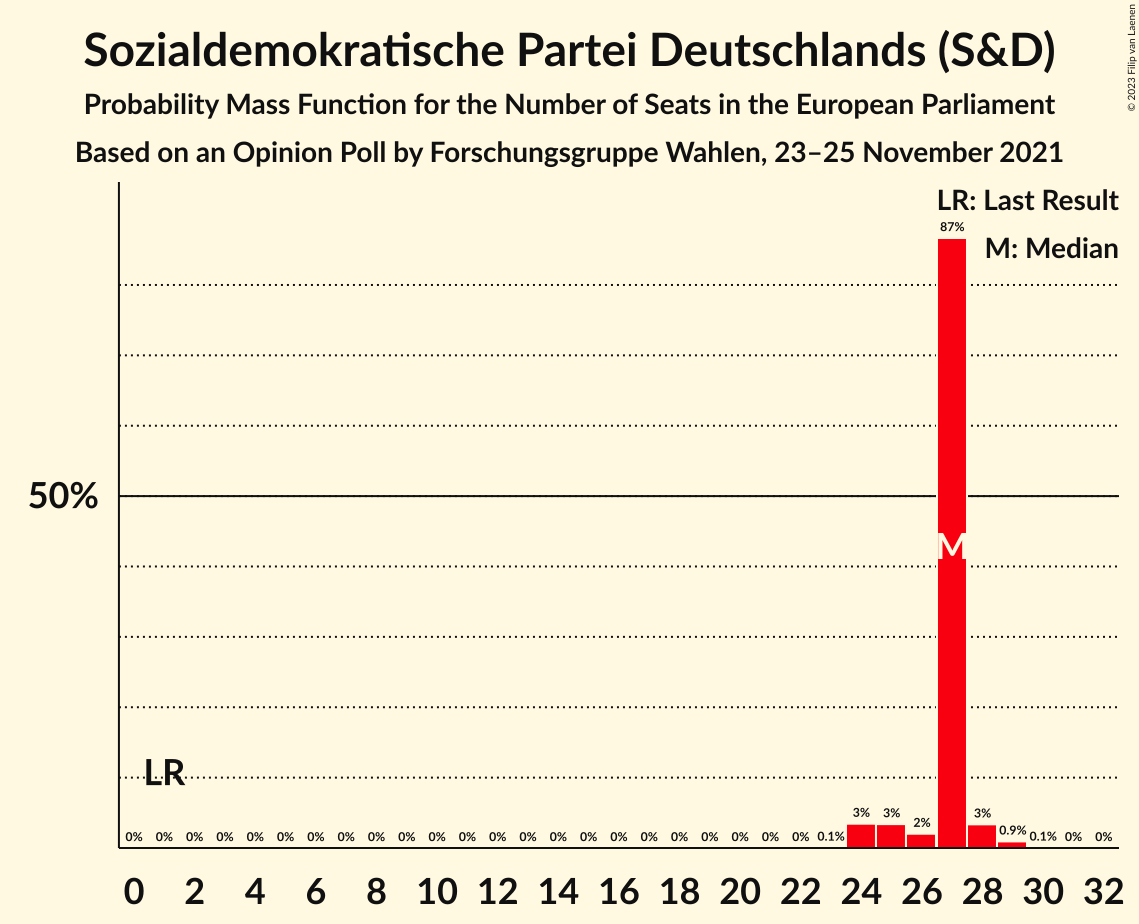 Sozialdemokratische Partei Deutschlands (S&D)
Probability Mass Function for the Number of Seats in the European Parliament
Based on an Opinion Poll by Forschungsgruppe Wahlen, 23–25 November 2021
© 2023 Filip van Laenen
LR: Last Result
M: Median
87%
50%
M
LR
0% 0% 0% 0% 0% 0% 0% 0% 0% 0% 0% 0% 0% 0% 0% 0% 0% 0% 0% 0% 0% 0% 0% 0.1% 3% 3% 2% 3% 0.9% 0.1% 0% 0%
0 2 4 6 8 10 12 14 16 18 20 22 24 26 28 30 32